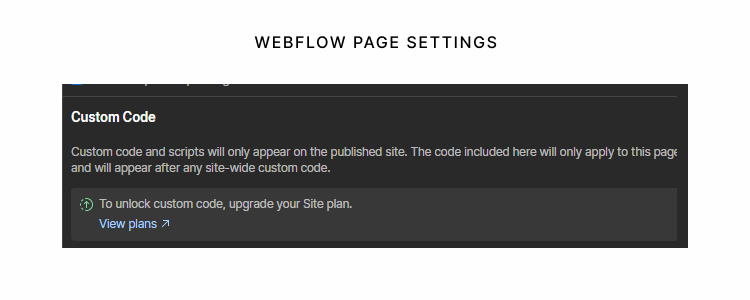 WEBFLOW PAGE SETTINGS
Custom Code
Custom code and scripts will only appear on the published site. The code included here will only apply to this page
and will appear after any site-wide custom code.
To unlock custom code, upgrade your Site plan.
View plans ↗